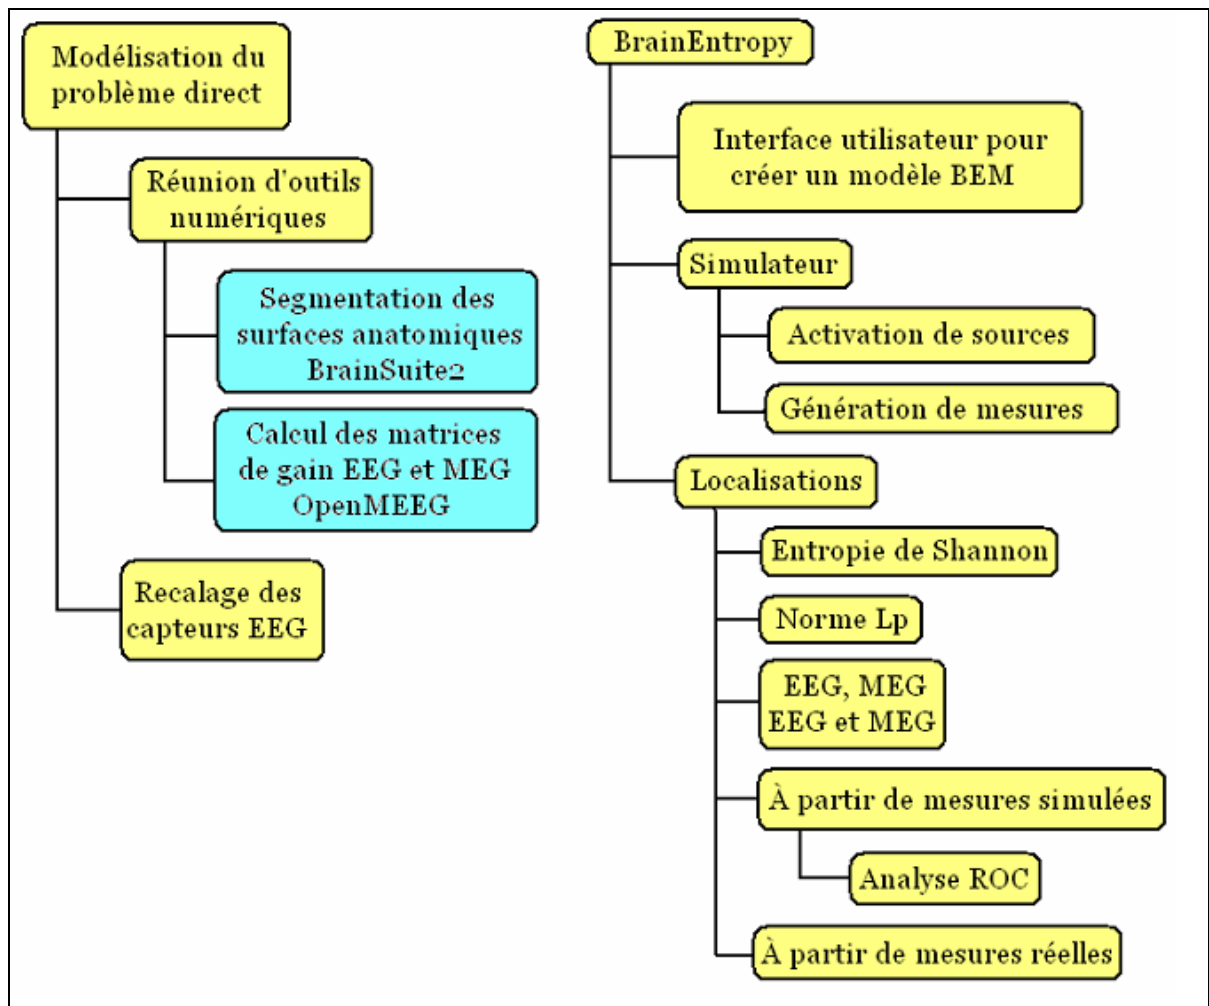 Modélisation du
problème direct
Réunion d'outils
numériques
Segmentation des
surfaces anatomiques
BrainSuite2
Calcul des matrices
de gain EEG et MEG
OpenMEEG
Recalage des
capteurs EEG
BrainEntropy
Interface utilisateur pour
créer un modèle BEM
Simulateur
Activation de sources
Génération de mesures
Localisations
Entropie de Shannon
Norme Lp
EEG, MEG
EEG et MEG
À partir de mesures simulées
Analyse ROC
À partir de mesures réelles